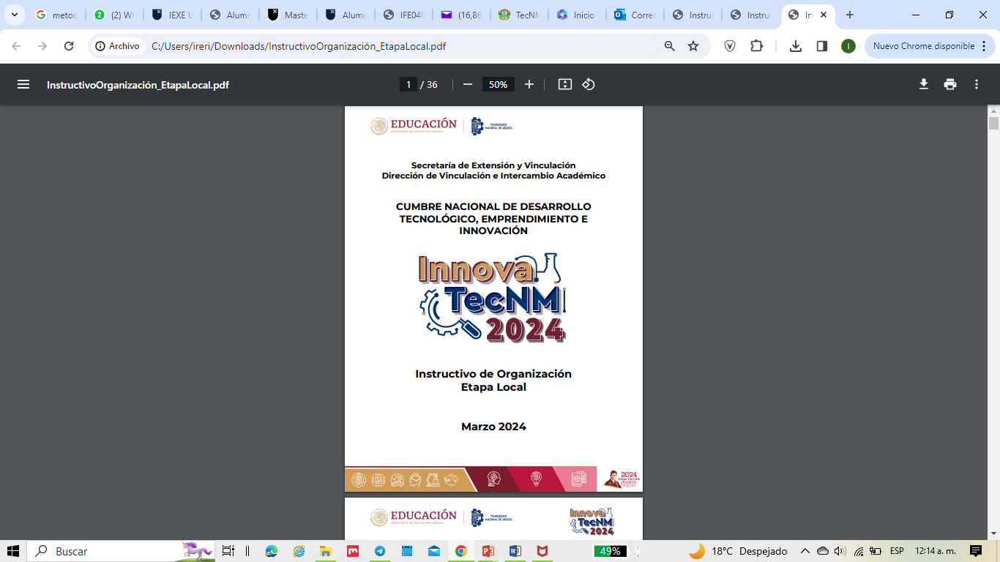 metod
(2) Wh
IEXE U
Alumn
Maste
Alumn
IFE040
(16,86
TecNM
Inicio
Correo
Instruc
Instruc
In
Archivo
C:/Users/ireri/Downloads/InstructivoOrganización_EtapaLocal.pdf
I
Nuevo Chrome disponible
InstructivoOrganización_EtapaLocal.pdf
1 / 36
50%
EDUCACIÓN
SECRETARÍA DE EDUCACIÓN PÚBLICA
TECNOLÓGICO
NACIONAL DE MÉXICO
Secretaría de Extensión y Vinculación
Dirección de Vinculación e Intercambio Académico
CUMBRE NACIONAL DE DESARROLLO
TECNOLÓGICO, EMPRENDIMIENTO E
INNOVACIÓN
Innova
TecNM
2024
Instructivo de Organización
Etapa Local
Marzo 2024
2024
Felipe Carrillo
PUERTO
EDUCACIÓN
SECRETARÍA DE EDUCACIÓN PÚBLICA
TECNOLÓGICO
NACIONAL DE MÉXICO
Innova
TecNM
2024
Buscar
49%
18°C Despejado
ESP
12:14 a. m.